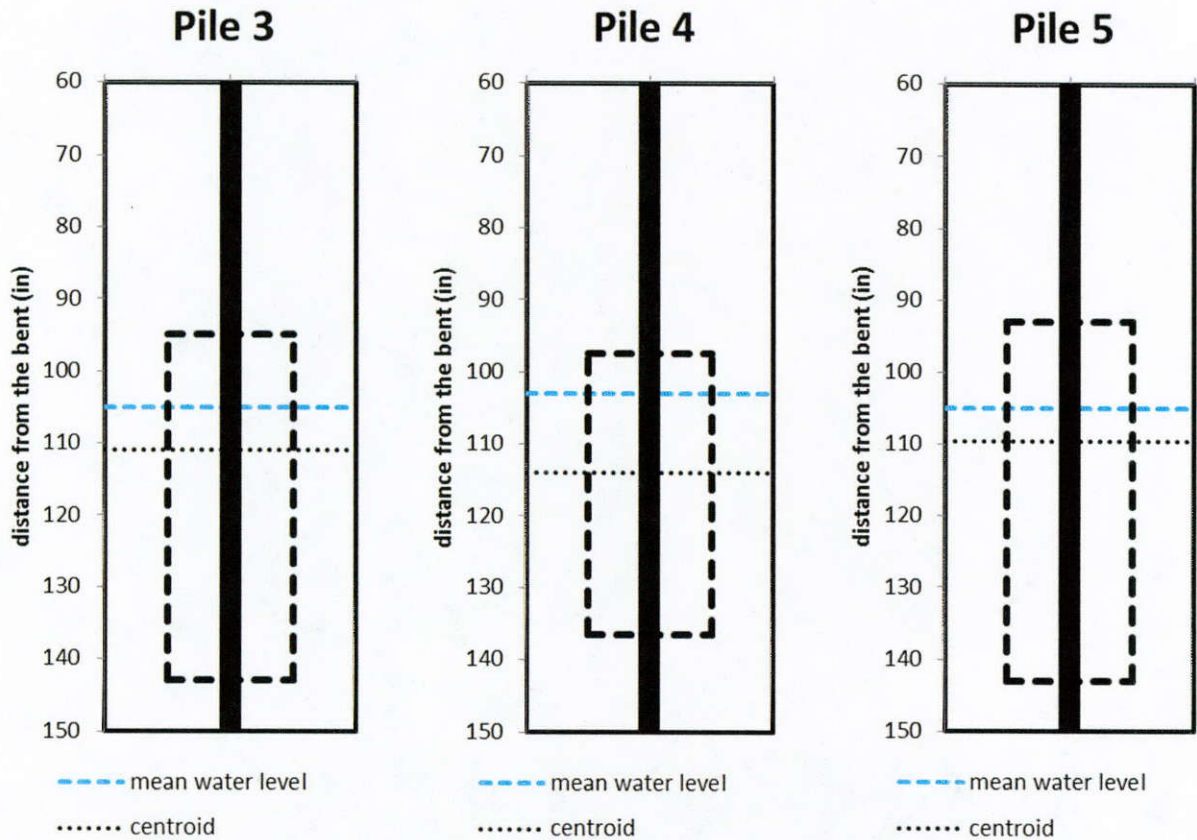 Pile 3
60
70
80
90
100
110
120
130
140
150
distance from the bent (in)
mean water level
centroid
Pile 4
60
70
80
90
100
110
120
130
140
150
distance from the bent (in)
mean water level
centroid
Pile 5
60
70
80
90
100
110
120
130
140
150
distance from the bent (in)
mean water level
centroid